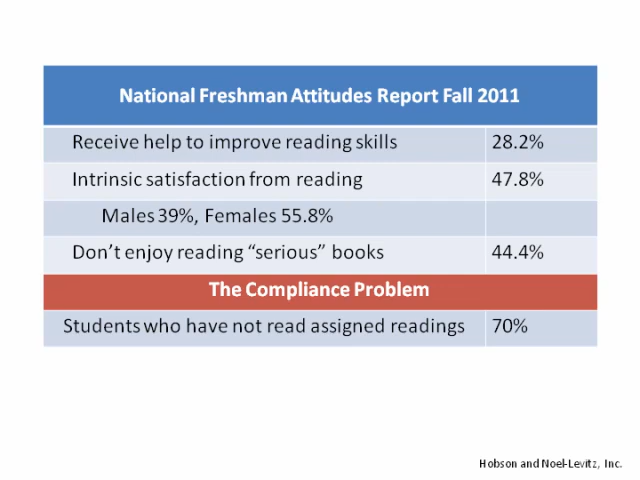 National Freshman Attitudes Report Fall 2011
Receive help to improve reading skills 28.2%
Intrinsic satisfaction from reading 47.8%
Males 39%, Females 55.8%
Don't enjoy reading “serious” books 44.4%
The Compliance Problem
Students who have not read assigned readings 70%
Hobson and Noel-Levitz, Inc.